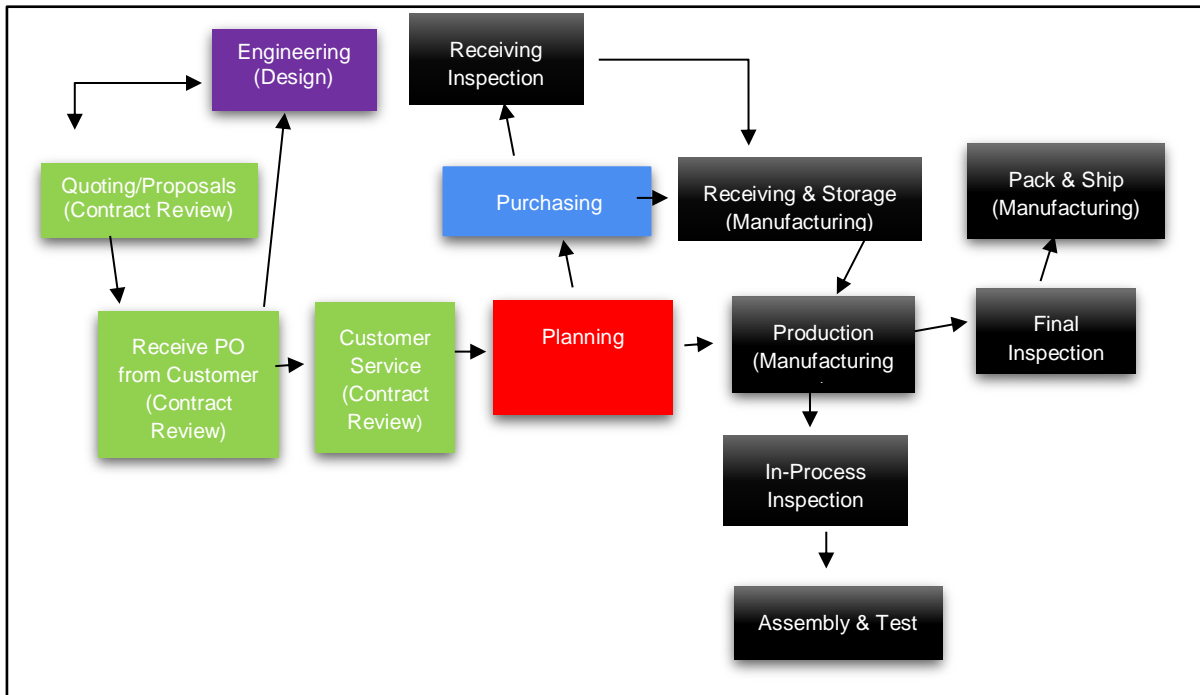 Engineering
(Design)
Receiving
Inspection
Quoting/Proposals
(Contract Review)
Purchasing
Receiving & Storage
(Manufacturing)
Pack & Ship
(Manufacturing)
Receive PO
from Customer
(Contract
Review)
Customer
Service
(Contract
Review)
Planning
Production
(Manufacturing
Final
Inspection
In-Process
Inspection
Assembly & Test